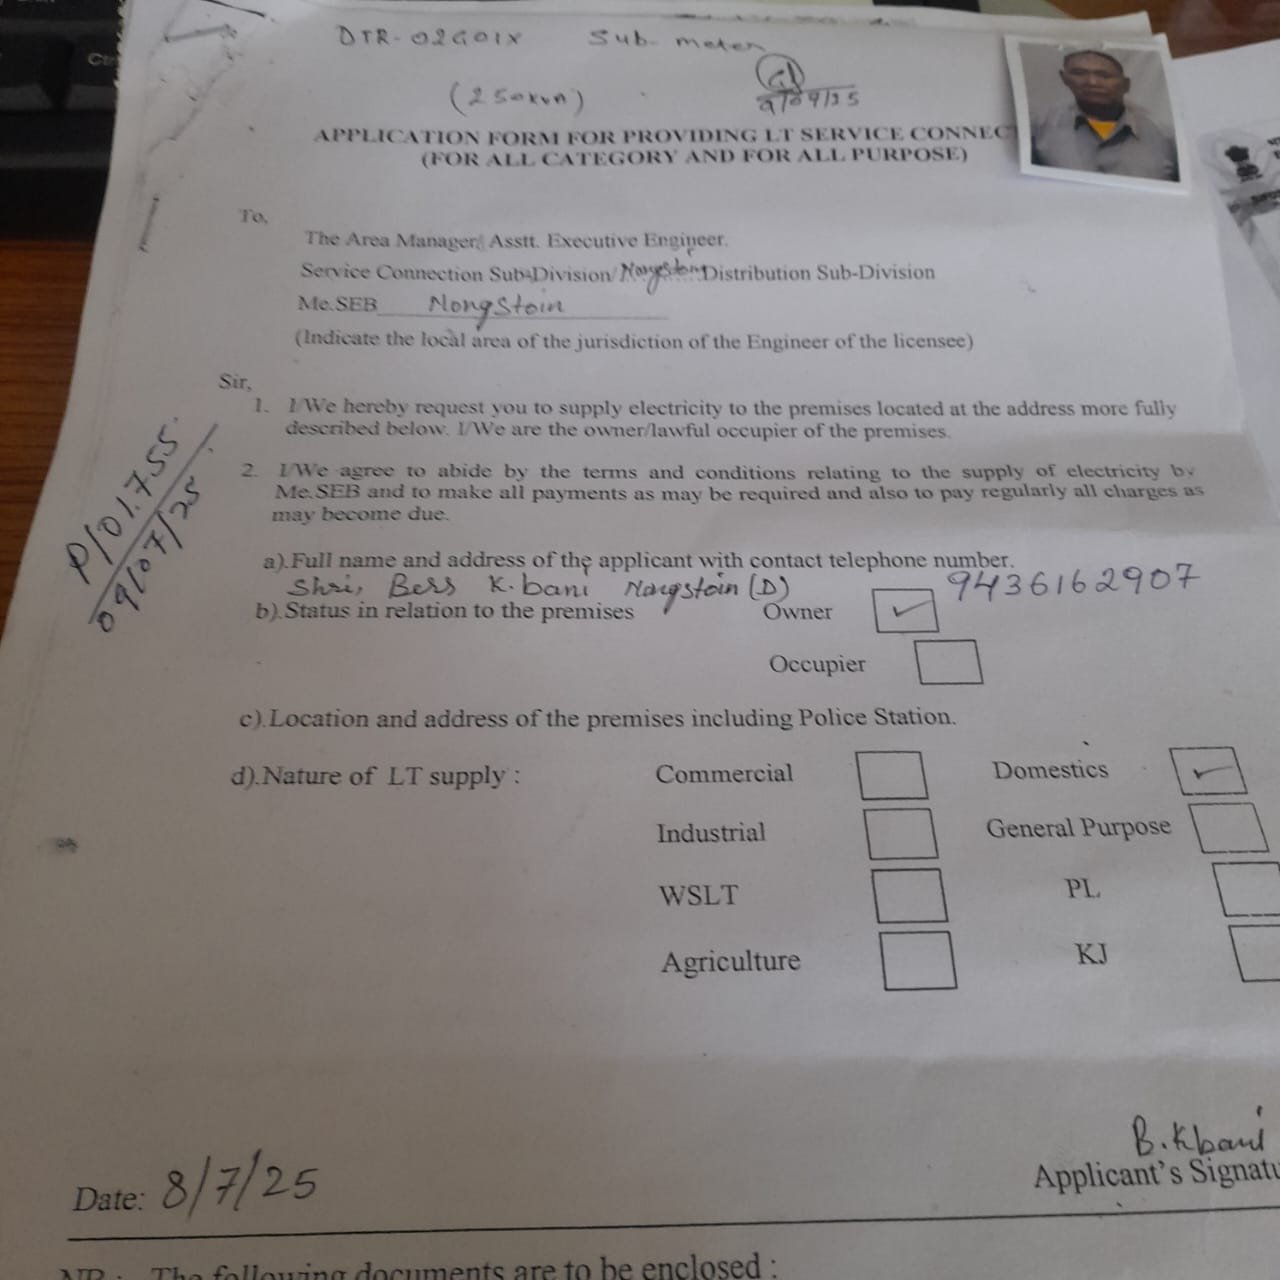 DTR-02G01X Sub-meter
(250kva)
9/09/25
APPLICATION FORM FOR PROVIDING LT SERVICE CONNEC
(FOR ALL CATEGORY AND FOR ALL PURPOSE)
To,
The Area Manager/ Asstt. Executive Engineer.
Service Connection Sub-Division/ Nongstoin Distribution Sub-Division
Me.SEB Nongstoin
(Indicate the local area of the jurisdiction of the Engineer of the licensee)
Sir,
1. I/We hereby request you to supply electricity to the premises located at the address more fully
described below. I/We are the owner/lawful occupier of the premises.
2. I/We agree to abide by the terms and conditions relating to the supply of electricity by
Me.SEB and to make all payments as may be required and also to pay regularly all charges as
may become due.
P/01755
09/07/25
a).Full name and address of the applicant with contact telephone number.
Shri, Bers K.bani Nongstoin (D) 9436162907
b).Status in relation to the premises Owner
Occupier
c).Location and address of the premises including Police Station.
d).Nature of LT supply : Commercial Domestics
Industrial General Purpose
WSLT PL
Agriculture KJ
B.Kbani
Date: 8/7/25 Applicant's Signatu
NB : The following documents are to be enclosed :